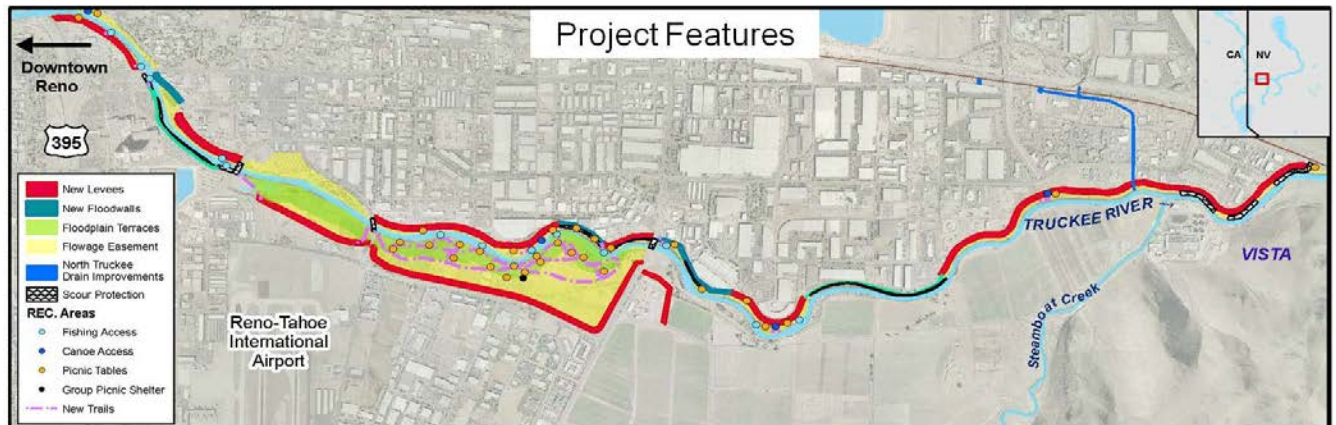 Project Features
Downtown
Reno
395
CA
NV
New Levees
New Floodwalls
Floodplain Terraces
Flowage Easement
North Truckee
Drain Improvements
Scour Protection
REC. Areas
Fishing Access
Canoe Access
Picnic Tables
Group Picnic Shelter
New Trails
Reno-Tahoe
International
Airport
TRUCKEE RIVER
Steamboat Creek
VISTA